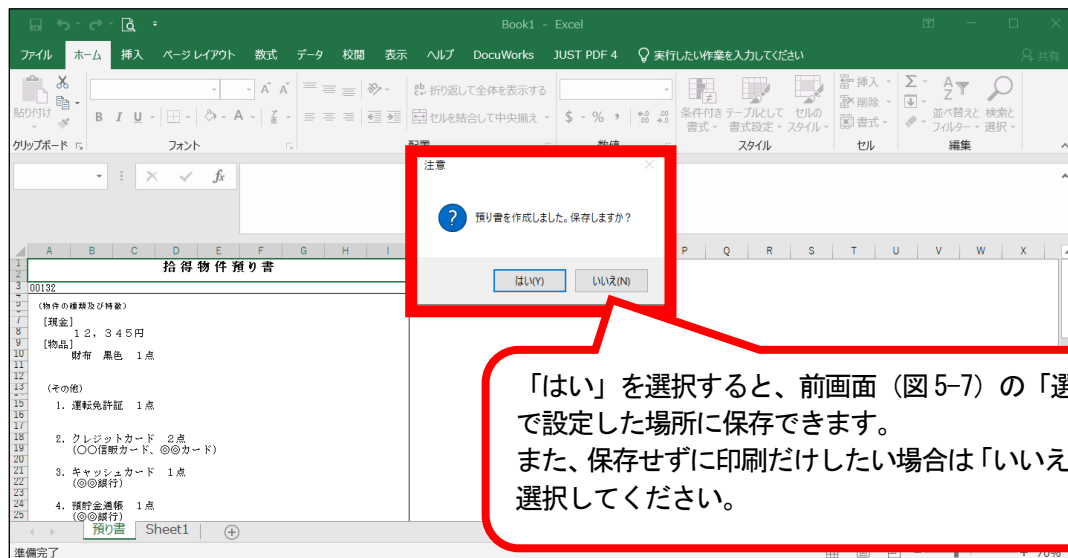 Book1 - Excel
ファイル ホーム 挿入 ページ レイアウト 数式 データ 校閲 表示 ヘルプ DocuWorks JUST PDF 4 実行したい作業を入力してください 共有
貼り付け
B I U A
折り返して全体を表示する
セルを結合して中央揃え
$ - % ,
条件付き書式
テーブルとして書式設定
セルのスタイル
挿入
削除
書式
並べ替えと フィルター
検索と選択
クリップボード フォント 配置 数値 スタイル セル 編集
fx
注意
預り書を作成しました。保存しますか?
はい(Y) いいえ(N)
A B C D E F G H I P Q R S T U V W X
拾得物件預り書
00132
(物件の種類及び特徴)
[現金]
12,345円
[物品]
財布 黒色 1点
(その他)
1. 運転免許証 1点
2. クレジットカード 2点
(〇〇信販カード、◎◎カード)
3. キャッシュカード 1点
(◎◎銀行)
4. 預貯金通帳 1点
(◎◎銀行)
「はい」を選択すると、前画面(図5-7)の「選
で設定した場所に保存できます。
また、保存せずに印刷だけしたい場合は「いいえ
選択してください。
預り書 Sheet1
準備完了
70%